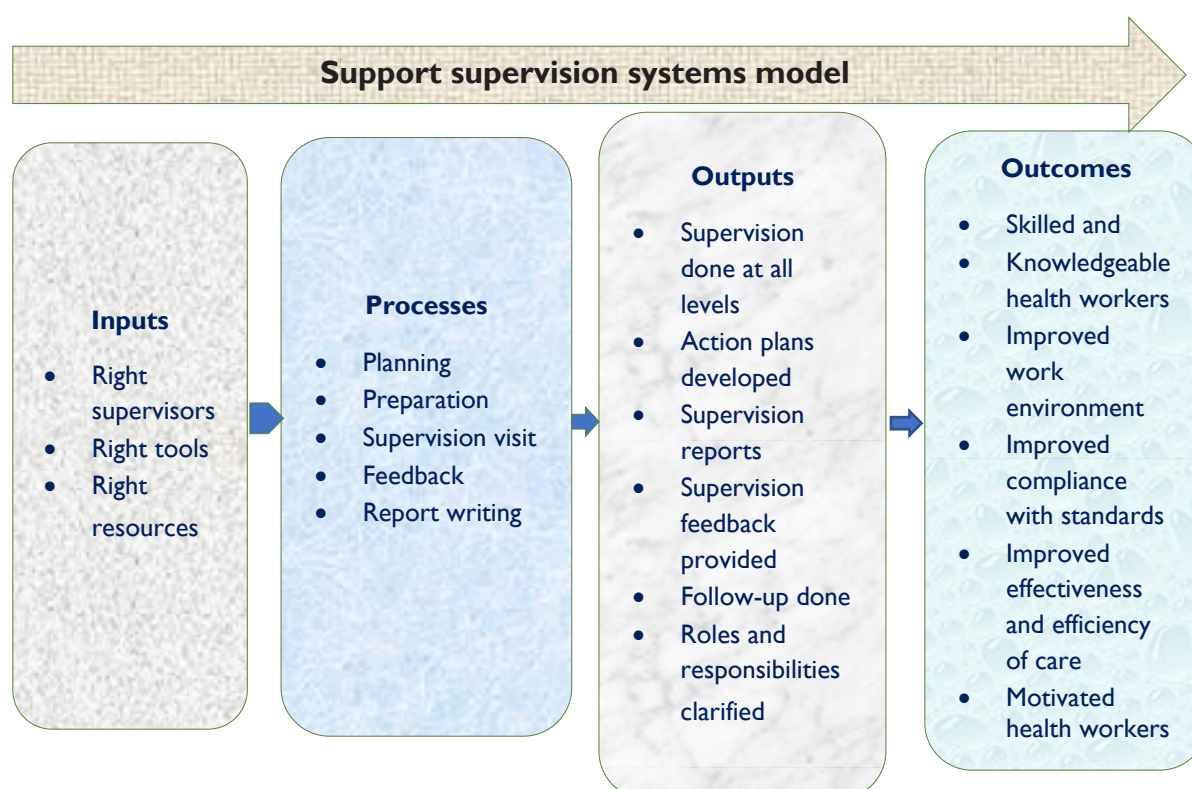 Support supervision systems model
Inputs
• Right
supervisors
• Right tools
• Right
resources
Processes
• Planning
• Preparation
• Supervision visit
• Feedback
• Report writing
Outputs
• Supervision
done at all
levels
• Action plans
developed
• Supervision
reports
• Supervision
feedback
provided
• Follow-up done
• Roles and
responsibilities
clarified
Outcomes
• Skilled and
• Knowledgeable
health workers
• Improved
work
environment
• Improved
compliance
with standards
• Improved
effectiveness
and efficiency
of care
• Motivated
health workers